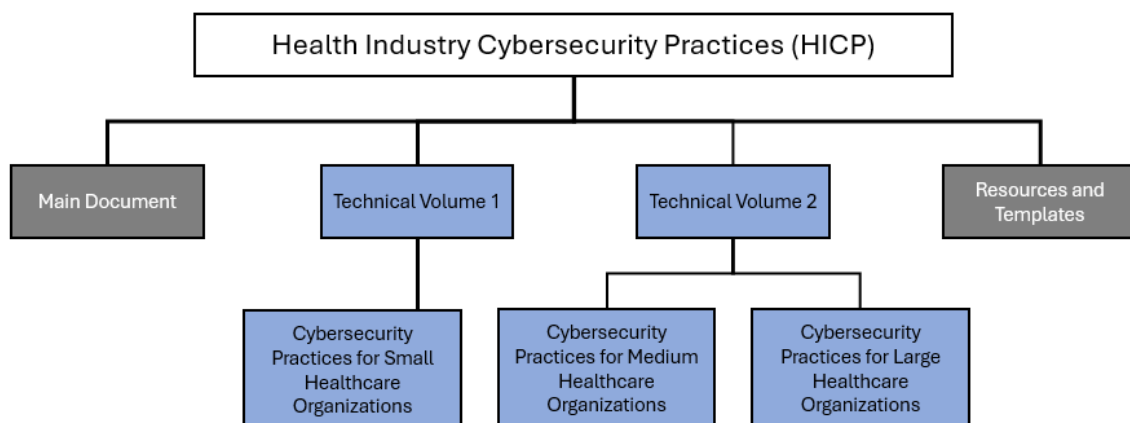 Health Industry Cybersecurity Practices (HICP)
Main Document
Technical Volume 1
Technical Volume 2
Resources and
Templates
Cybersecurity
Practices for Small
Healthcare
Organizations
Cybersecurity
Practices for Medium
Healthcare
Organizations
Cybersecurity
Practices for Large
Healthcare
Organizations